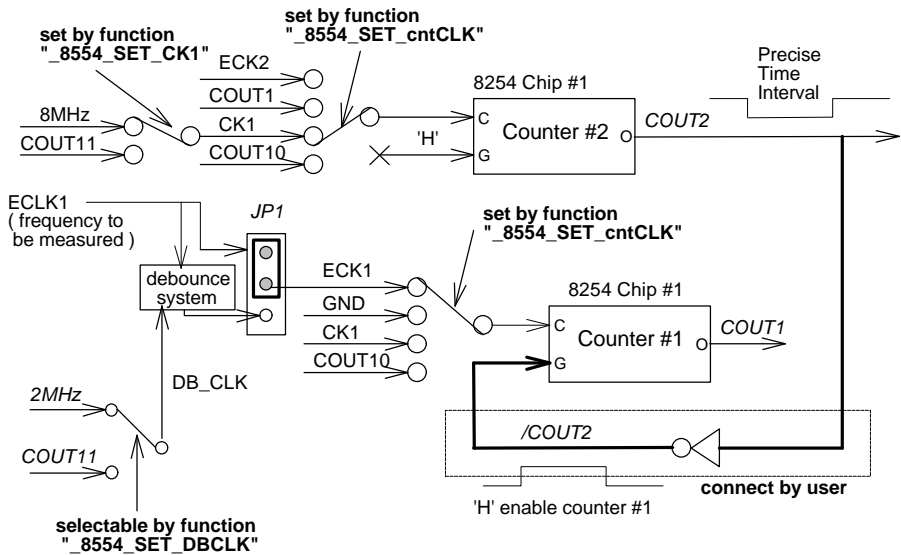 set by function
"_8554_SET_CK1"
set by function
"_8554_SET_cntCLK"
ECK2
COUT1
8MHz
CK1
COUT11
COUT10
'H'
8254 Chip #1
C
Counter #2
O
G
COUT2
Precise
Time
Interval
ECLK1
( frequency to
be measured )
JP1
debounce
system
DB_CLK
2MHz
COUT11
selectable by function
"_8554_SET_DBCLK"
ECK1
GND
CK1
COUT10
set by function
"_8554_SET_cntCLK"
8254 Chip #1
C
Counter #1
O
G
COUT1
/COUT2
connect by user
'H' enable counter #1